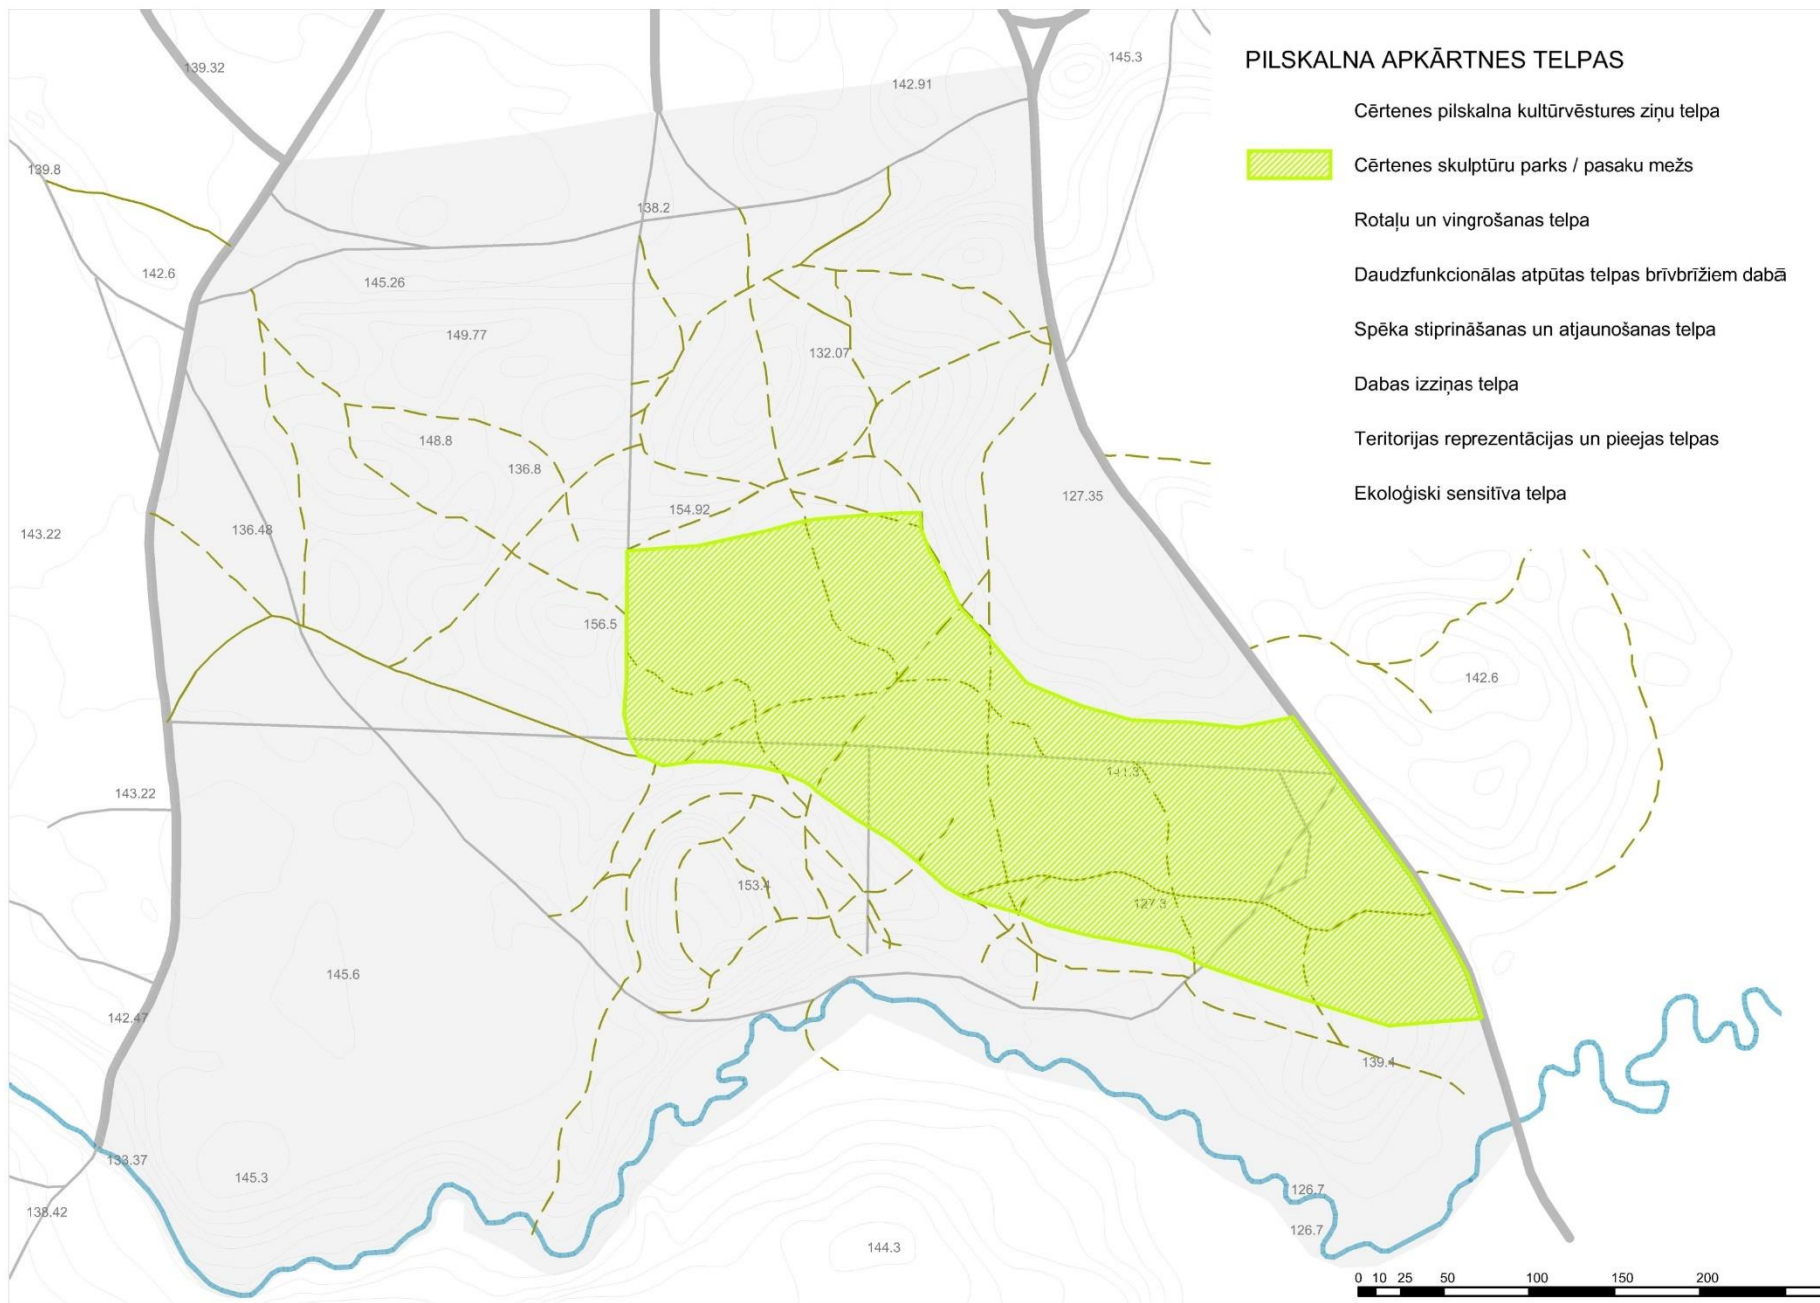 PILSKALNA APKĀRTNES TELPAS
Cērtenes pilskalna kultūrvēstures ziņu telpa
Cērtenes skulptūru parks / pasaku mežs
Rotaļu un vingrošanas telpa
Daudzfunkcionālas atpūtas telpas brīvbrīžiem dabā
Spēka stiprināšanas un atjaunošanas telpa
Dabas izziņas telpa
Teritorijas reprezentācijas un pieejas telpas
Ekoloģiski sensitīva telpa
139.32
142.91
145.3
139.8
138.2
142.6
145.26
149.77
132.07
148.8
136.8
127.35
154.92
136.48
143.22
156.5
142.6
143.22
153.4
127.3
145.6
142.47
139.4
133.37
145.3
138.42
126.7
126.7
144.3
0 10 25 50 100 150 200